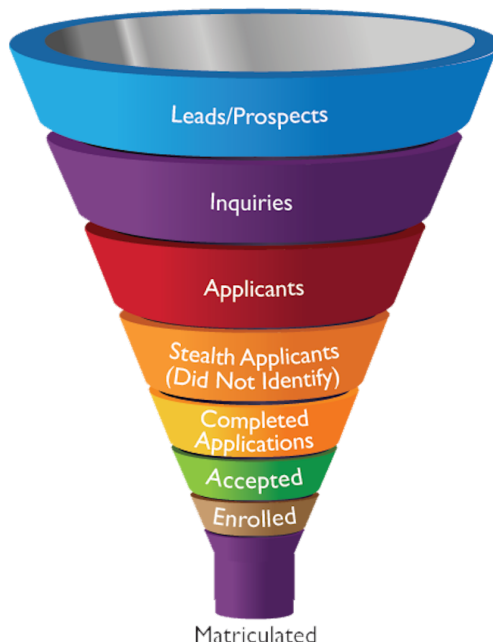 Leads/Prospects
Inquiries
Applicants
Stealth Applicants
(Did Not Identify)
Completed
Applications
Accepted
Enrolled
Matriculated